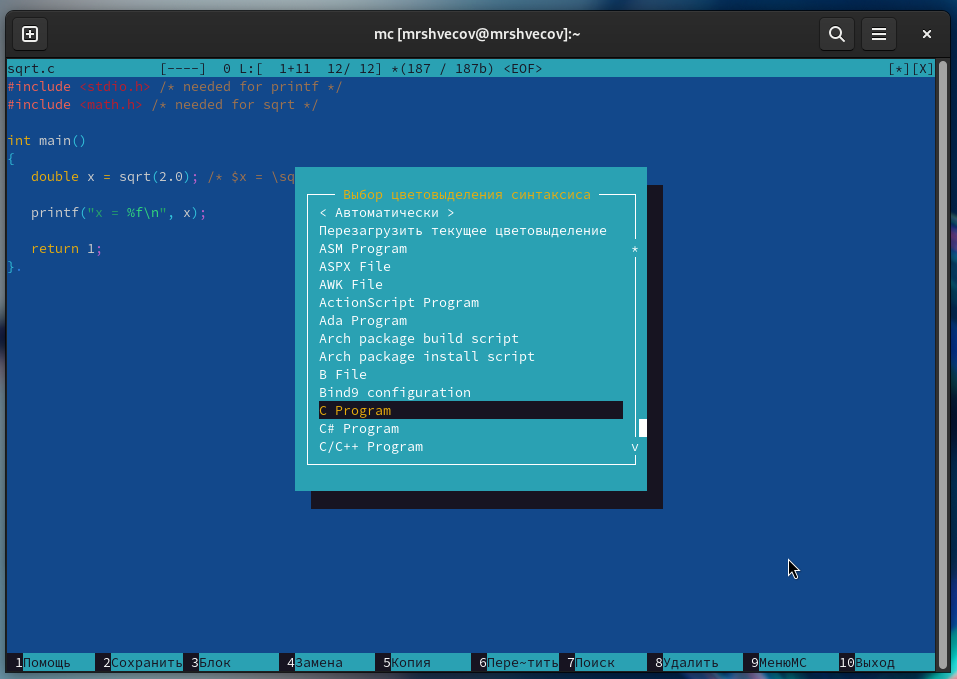 mc [mrshvecov@mrshvecov]:~
sqrt.c [----] 0 L:[ 1+11 12/ 12] *(187 / 187b) <EOF> [*][X]
#include <stdio.h> /* needed for printf */
#include <math.h> /* needed for sqrt */
int main()
{
double x = sqrt(2.0); /* $x = \sq
printf("x = %f\n", x);
return 1;
}.
Выбор цветовыделения синтаксиса
< Автоматически >
Перезагрузить текущее цветовыделение
ASM Program
ASPX File
AWK File
ActionScript Program
Ada Program
Arch package build script
Arch package install script
B File
Bind9 configuration
C Program
C# Program
C/C++ Program
1Помощь 2Сохранить 3Блок 4Замена 5Копия 6Пере~тить 7Поиск 8Удалить 9МенюMC 10Выход